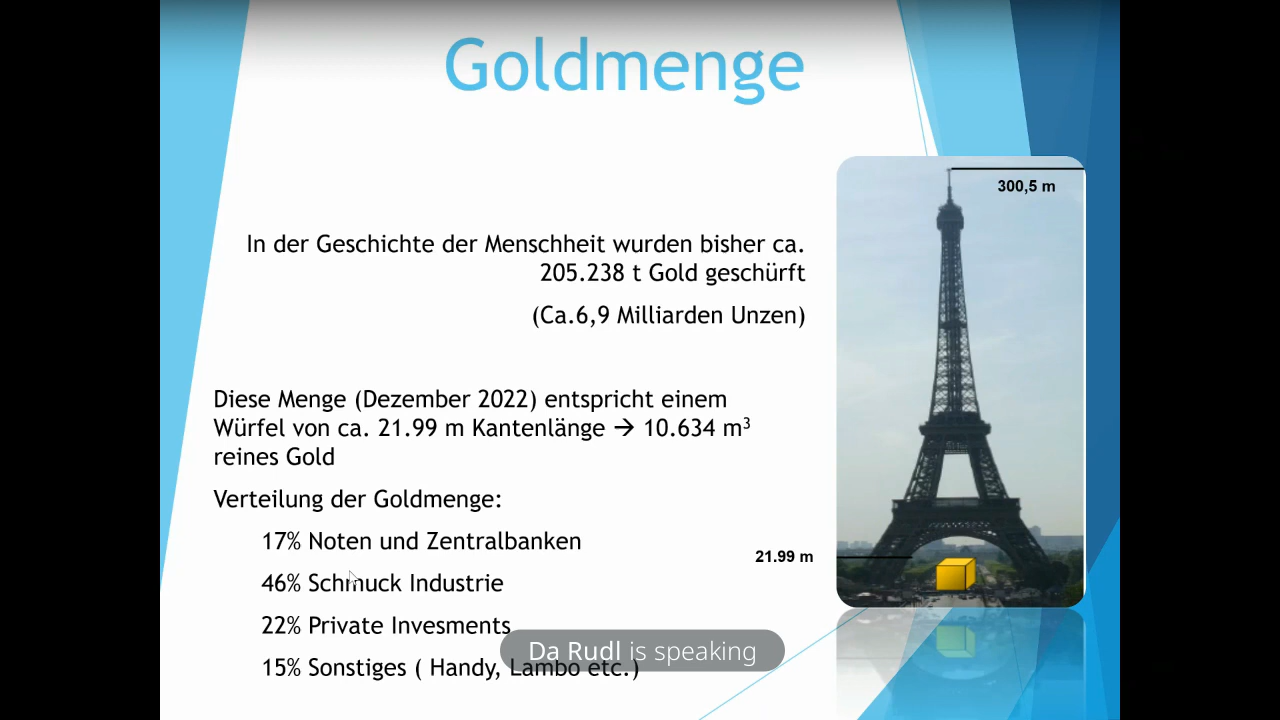 Goldmenge
300,5 m
In der Geschichte der Menschheit wurden bisher ca.
205.238 t Gold geschürft
(Ca.6,9 Milliarden Unzen)
Diese Menge (Dezember 2022) entspricht einem
Würfel von ca. 21.99 m Kantenlänge → 10.634 m³
reines Gold
Verteilung der Goldmenge:
17% Noten und Zentralbanken
21.99 m
46% Schmuck Industrie
22% Private Invesments
Da Rudl is speaking
15% Sonstiges ( Handy, Lambo etc.)